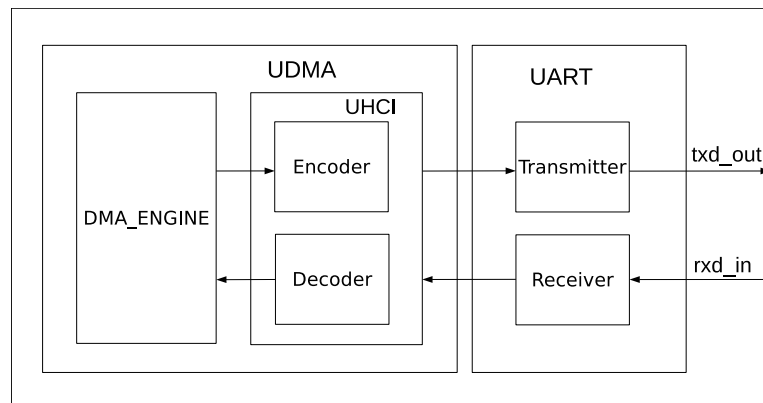 UDMA
UART
UHCI
DMA_ENGINE
Encoder
Decoder
Transmitter
Receiver
txd_out
rxd_in